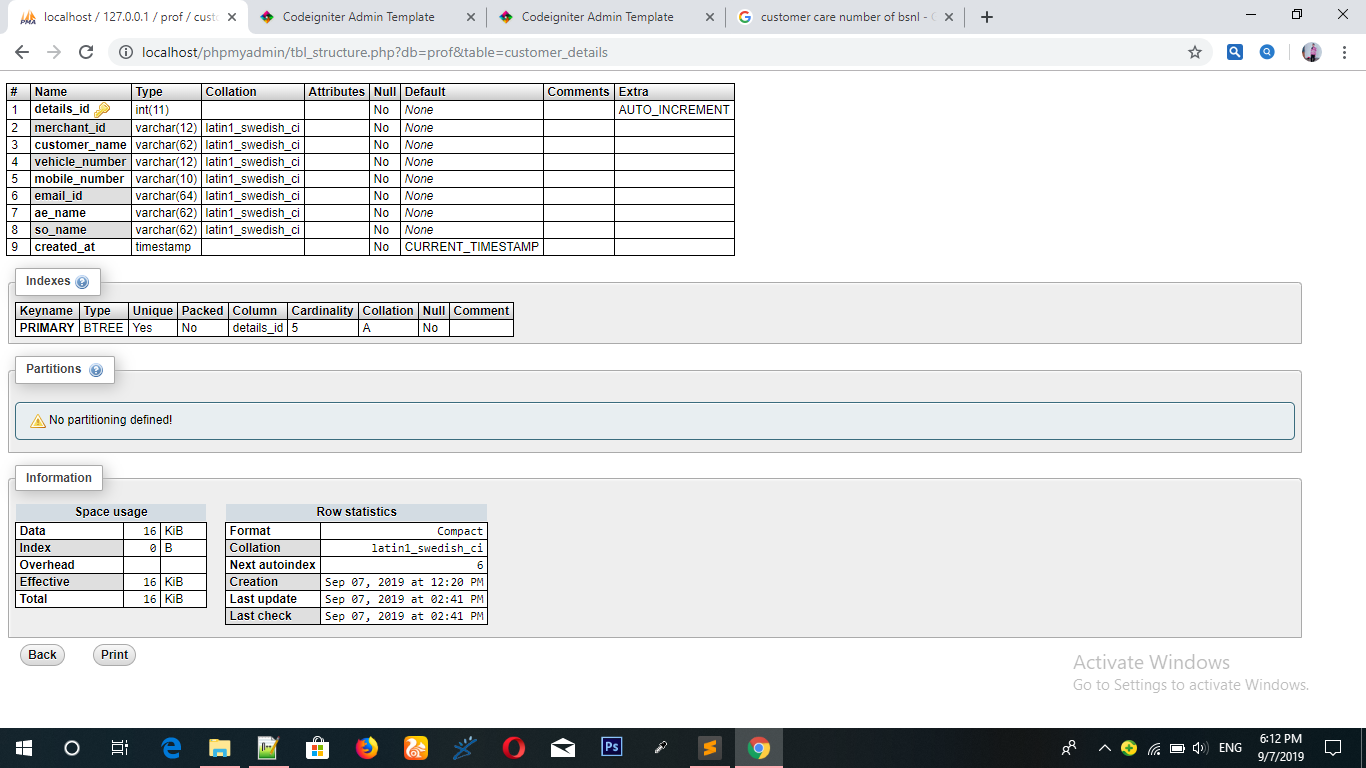 localhost / 127.0.0.1 / prof / cust
Codeigniter Admin Template
Codeigniter Admin Template
customer care number of bsnl -
localhost/phpmyadmin/tbl_structure.php?db=prof&table=customer_details
# Name Type Collation Attributes Null Default Comments Extra
1 details_id int(11) No None AUTO_INCREMENT
2 merchant_id varchar(12) latin1_swedish_ci No None
3 customer_name varchar(62) latin1_swedish_ci No None
4 vehicle_number varchar(12) latin1_swedish_ci No None
5 mobile_number varchar(10) latin1_swedish_ci No None
6 email_id varchar(64) latin1_swedish_ci No None
7 ae_name varchar(62) latin1_swedish_ci No None
8 so_name varchar(62) latin1_swedish_ci No None
9 created_at timestamp No CURRENT_TIMESTAMP
Indexes
Keyname Type Unique Packed Column Cardinality Collation Null Comment
PRIMARY BTREE Yes No details_id 5 A No
Partitions
No partitioning defined!
Information
Space usage
Data 16 KiB
Index 0 B
Overhead
Effective 16 KiB
Total 16 KiB
Row statistics
Format Compact
Collation latin1_swedish_ci
Next autoindex 6
Creation Sep 07, 2019 at 12:20 PM
Last update Sep 07, 2019 at 02:41 PM
Last check Sep 07, 2019 at 02:41 PM
Back
Print
Activate Windows
Go to Settings to activate Windows.
Ps
ENG
6:12 PM
9/7/2019